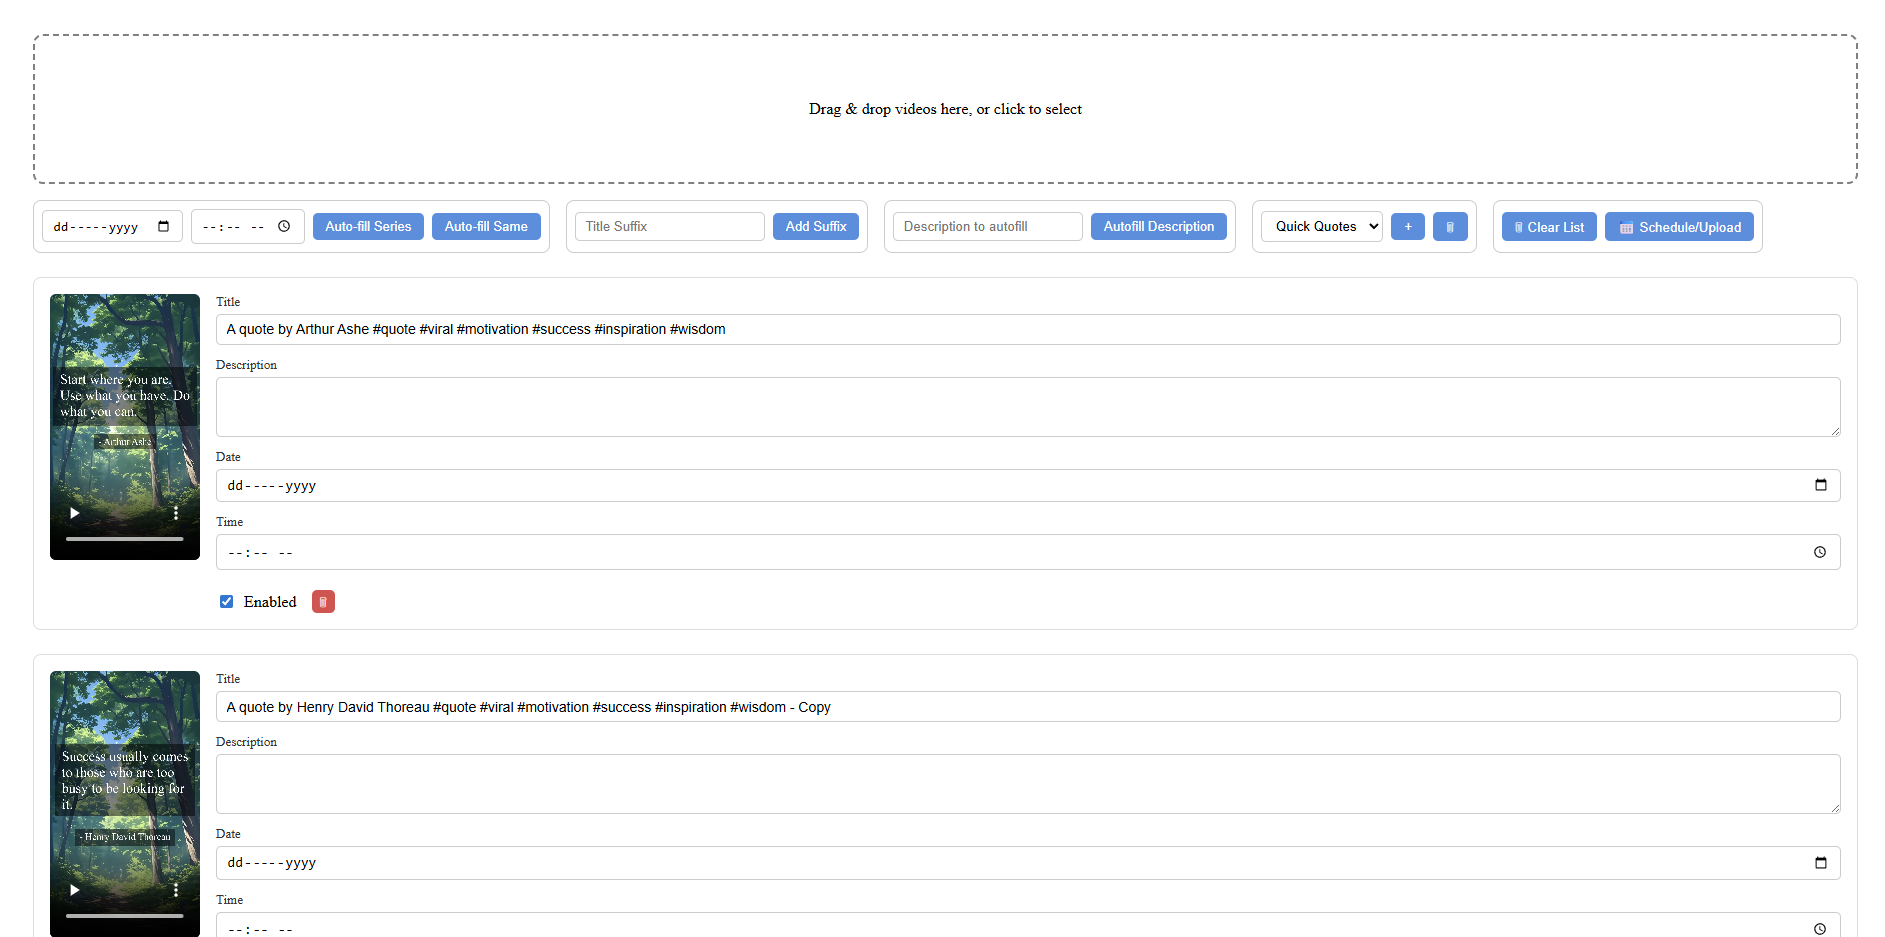 Drag & drop videos here, or click to select
dd-----yyyy --:-- -- Auto-fill Series Auto-fill Same Title Suffix Add Suffix Description to autofill Autofill Description Quick Quotes + Clear List Schedule/Upload
Title
A quote by Arthur Ashe #quote #viral #motivation #success #inspiration #wisdom
Start where you are.
Use what you have. Do
what you can.
- Arthur Ashe
Description
Date
dd-----yyyy
Time
--:-- --
Enabled
Title
A quote by Henry David Thoreau #quote #viral #motivation #success #inspiration #wisdom - Copy
Success usually comes
to those who are too
busy to be looking for
it.
- Henry David Thoreau
Description
Date
dd-----yyyy
Time
--:-- --